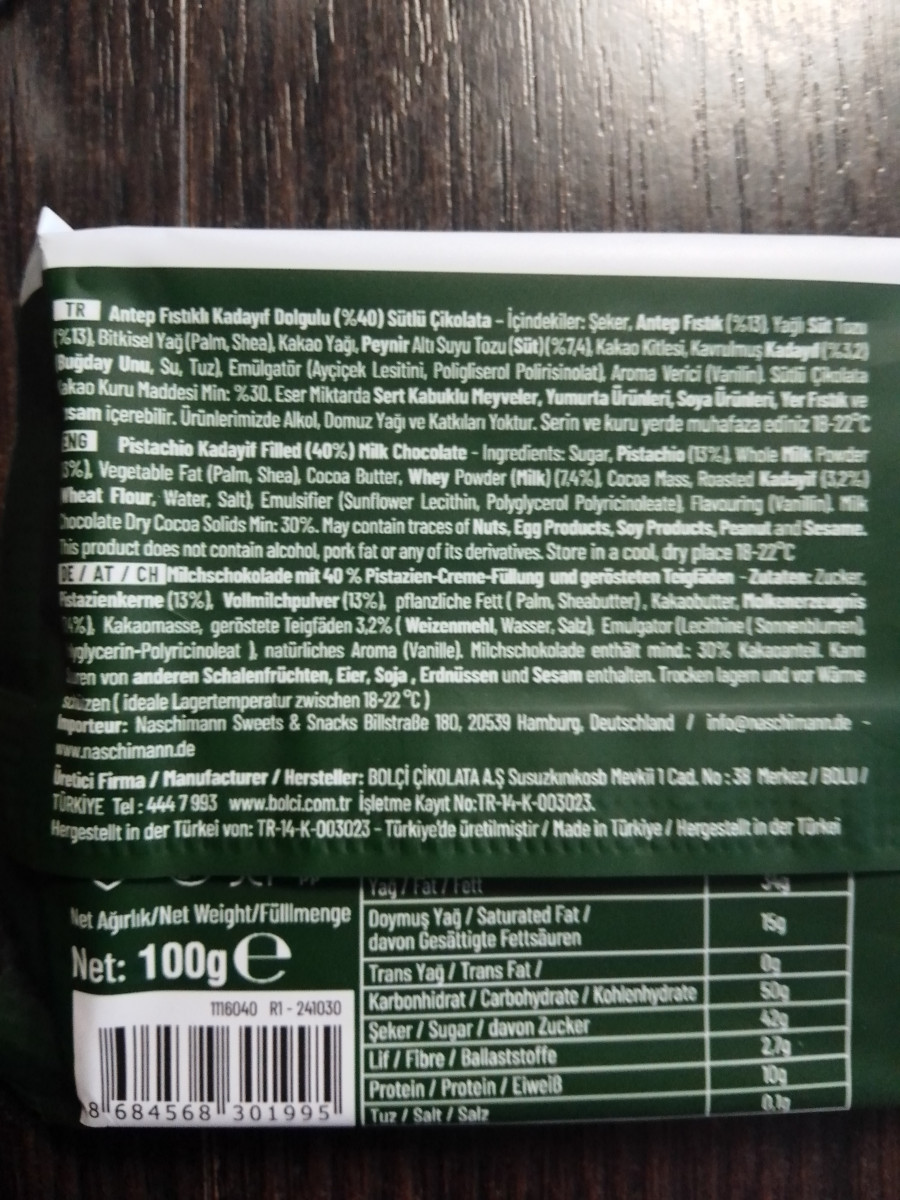 TR Antep Fıstıklı Kadayıf Dolgulu (%40) Sütlü Çikolata - İçindekiler: Şeker, Antep Fıstık (%13), Yağlı Süt Tozu
(%13), Bitkisel Yağ (Palm, Shea), Kakao Yağı, Peynir Altı Suyu Tozu (Süt)(%7,4), Kakao Kitlesi, Kavrulmuş Kadayıf (%3,2)
Buğday Unu, Su, Tuz), Emülgatör (Ayçiçek Lesitini, Poligliserol Polirisinolat), Aroma Verici (Vanilin). Sütlü Çikolata
akao Kuru Maddesi Min: %30. Eser Miktarda Sert Kabuklu Meyveler, Yumurta Ürünleri, Soya Ürünleri, Yer Fıstık ve
sam içerebilir. Ürünlerimizde Alkol, Domuz Yağı ve Katkıları Yoktur. Serin ve kuru yerde muhafaza ediniz 18-22°C
ENG Pistachio Kadayif Filled (40%) Milk Chocolate - Ingredients: Sugar, Pistachio (13%), Whole Milk Powder
3%), Vegetable Fat (Palm, Shea), Cocoa Butter, Whey Powder (Milk) (7,4%), Cocoa Mass, Roasted Kadayif (3,2%)
Wheat Flour, Water, Salt), Emulsifier (Sunflower Lecithin, Polyglycerol Polyricinoleate), Flavouring (Vanillin). Milk
hocolate Dry Cocoa Solids Min: 30%. May contain traces of Nuts, Egg Products, Soy Products, Peanut and Sesame.
This product does not contain alcohol, pork fat or any of its derivatives. Store in a cool, dry place 18-22°C
DE / AT / CH Milchschokolade mit 40 % Pistazien-Creme-Füllung und gerösteten Teigfäden - Zutaten: Zucker,
Pistazienkerne (13%), Vollmilchpulver (13%), pflanzliche Fett ( Palm, Sheabutter) , Kakaobutter, Molkenerzeugnis
4%), Kakaomasse, geröstete Teigfäden 3,2% ( Weizenmehl, Wasser, Salz), Emulgator (Lecithine ( Sonnenblumen),
lyglycerin-Polyricinoleat ), natürliches Aroma (Vanille). Milchschokolade enthält mind.: 30% Kakaoanteil. Kann
uren von anderen Schalenfrüchten, Eier, Soja , Erdnüssen und Sesam enthalten. Trocken lagern und vor Wärme
schützen ( ideale Lagertemperatur zwischen 18-22 °C )
Importeur: Naschimann Sweets & Snacks Billstraße 180, 20539 Hamburg, Deutschland / info@naschimann.de -
www.naschimann.de
Üretici Firma / Manufacturer / Hersteller: BOLÇİ ÇİKOLATA A.Ş Susuzkınıkosb Mevkii 1 Cad. No : 38 Merkez / BOLU /
TÜRKİYE Tel : 444 7 993 www.bolci.com.tr İşletme Kayıt No:TR-14-K-003023.
Hergestellt in der Türkei von: TR-14-K-003023 - Türkiye'de üretilmiştir / Made in Türkiye / Hergestellt in der Türkei
Yağ / Fat / Fett 34g
Net Ağırlık/Net Weight/Fülllmenge
Doymuş Yağ / Saturated Fat /
davon Gesättigte Fettsäuren 15g
Net: 100g e
Trans Yağ / Trans Fat / 0g
Karbonhidrat / Carbohydrate / Kohlenhydrate 50g
1116040 R1 - 241030
Şeker / Sugar / davon Zucker 42g
Lif / Fibre / Ballaststoffe 2,7g
Protein / Protein / Eiweiß 10g
Tuz / Salt / Salz 0,1g
8 684568 301995